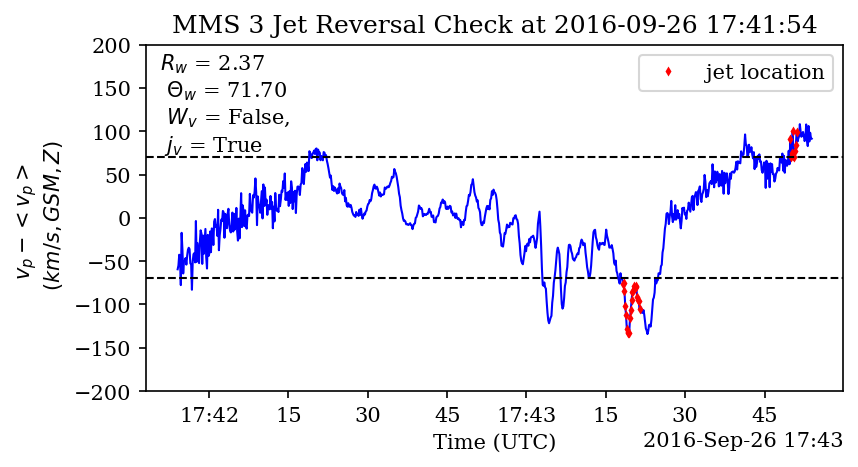 MMS 3 Jet Reversal Check at 2016-09-26 17:41:54
R_w = 2.37
Θ_w = 71.70
W_v = False,
j_v = True
jet location
v_p − < v_p >
(km/s, GSM, Z)
200
150
100
50
0
−50
−100
−150
−200
17:42 15 30 45 17:43 15 30 45
Time (UTC)
2016-Sep-26 17:43